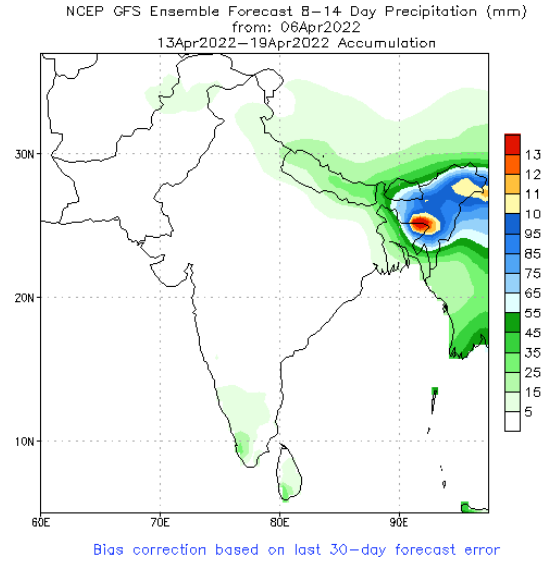 NCEP GFS Ensemble Forecast 8-14 Day Precipitation (mm)
from: 06Apr2022
13Apr2022-19Apr2022 Accumulation
30N
20N
10N
60E
70E
80E
90E
13
12
11
10
95
85
75
65
55
45
35
25
15
5
Bias correction based on last 30-day forecast error